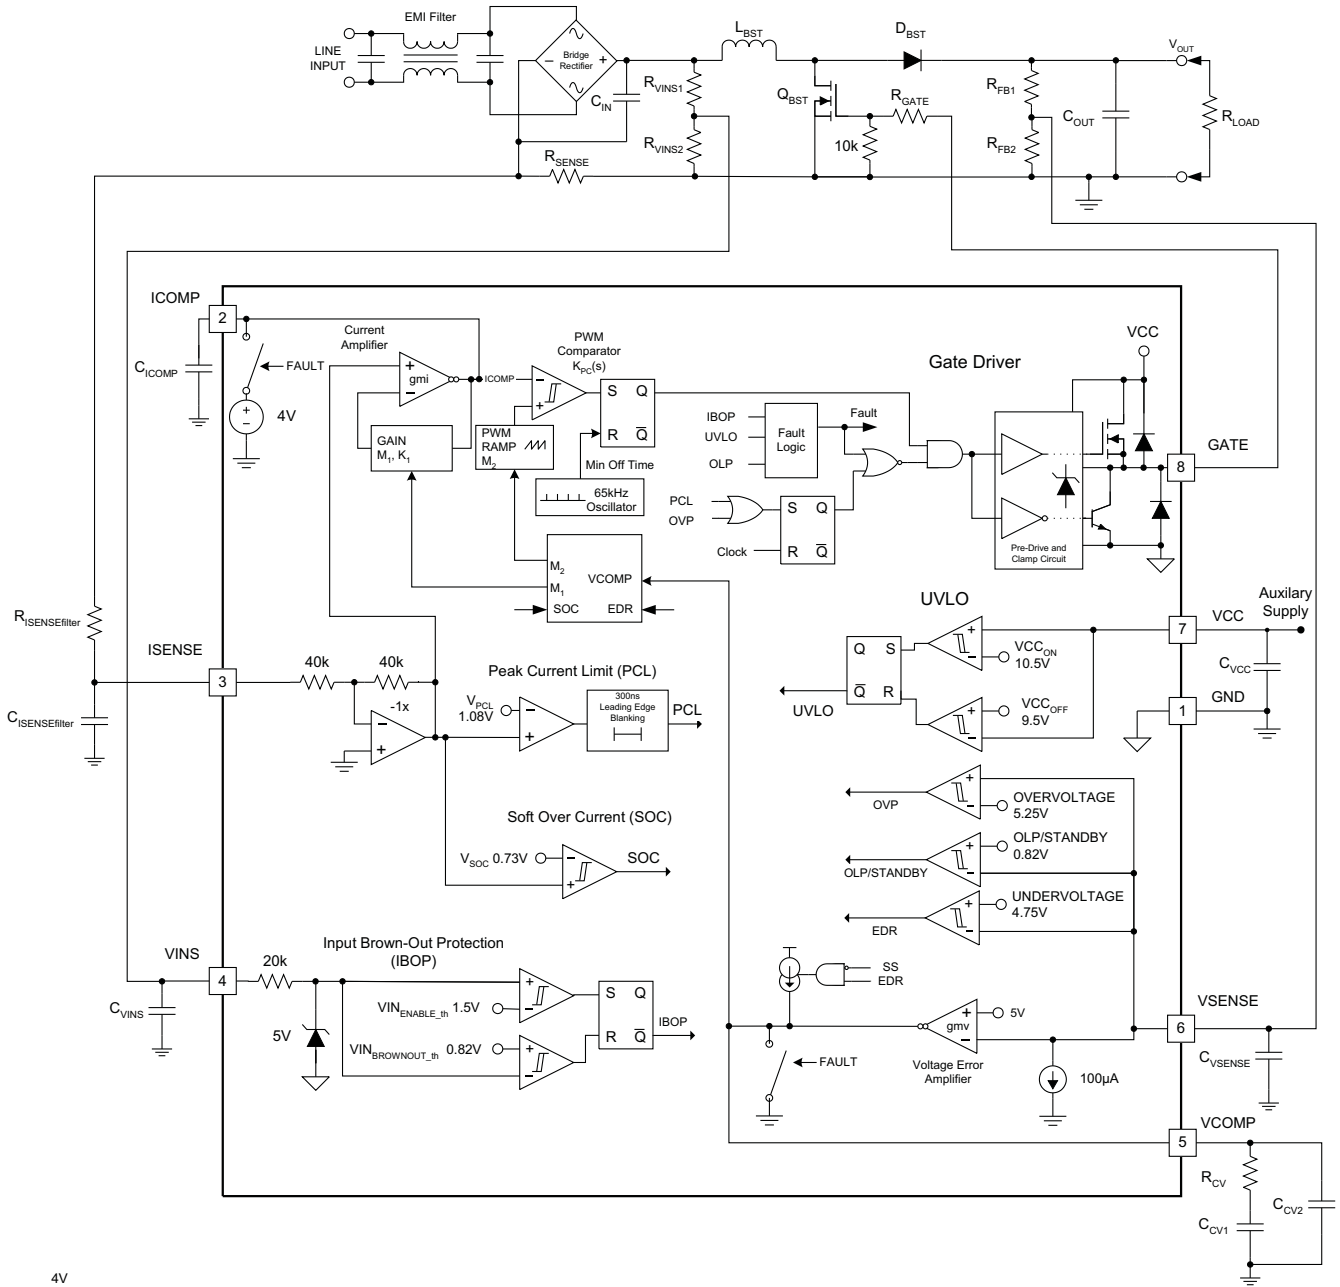 EMI Filter
LINE
INPUT
Bridge
Rectifier
− +
C_IN
R_VINS1
R_VINS2
R_SENSE
L_BST
D_BST
Q_BST
R_GATE
10k
R_FB1
R_FB2
C_OUT
V_OUT
R_LOAD
ICOMP
2
C_ICOMP
FAULT
+
−
4V
Current
Amplifier
+
gmi
−
ICOMP
GAIN
M1, K1
PWM
Comparator
K_PC(s)
−
+
PWM
RAMP
M2
S Q
R Q̅
Min Off Time
65kHz
Oscillator
M2
M1
VCOMP
SOC EDR
Gate Driver
VCC
IBOP
UVLO
OLP
Fault
Logic
Fault
PCL
OVP
Clock
S Q
R Q̅
Pre-Drive and
Clamp Circuit
GATE
8
R_ISENSEfilter
ISENSE
3
C_ISENSEfilter
40k
40k
-1x
−
+
Peak Current Limit (PCL)
V_PCL
1.08V
−
+
300ns
Leading Edge
Blanking
PCL
Soft Over Current (SOC)
V_SOC 0.73V
−
+
SOC
UVLO
Q S
Q̅ R
UVLO
+
−
VCC_ON
10.5V
+
−
VCC_OFF
9.5V
7
VCC
Auxilary
Supply
C_VCC
1
GND
OVP
+
−
OVERVOLTAGE
5.25V
OLP/STANDBY
+
−
OLP/STANDBY
0.82V
EDR
+
−
UNDERVOLTAGE
4.75V
VINS
4
C_VINS
20k
5V
Input Brown-Out Protection
(IBOP)
VIN_ENABLE_th 1.5V
+
−
VIN_BROWNOUT_th 0.82V
+
−
S Q
R Q̅
IBOP
SS
EDR
FAULT
+
gmv
−
5V
Voltage Error
Amplifier
100µA
VSENSE
6
C_VSENSE
VCOMP
5
R_CV
C_CV1
C_CV2
4V